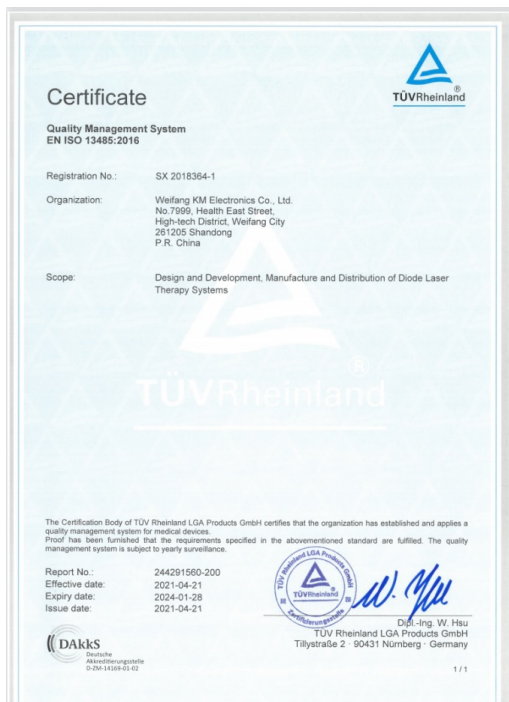 TÜVRheinland®
Certificate
Quality Management System
EN ISO 13485:2016
Registration No.: SX 2018364-1
Organization: Weifang KM Electronics Co., Ltd.
No.7999, Health East Street,
High-tech District, Weifang City
261205 Shandong
P.R. China
Scope: Design and Development, Manufacture and Distribution of Diode Laser
Therapy Systems
TÜVRheinland®
The Certification Body of TÜV Rheinland LGA Products GmbH certifies that the organization has established and applies a
quality management system for medical devices.
Proof has been furnished that the requirements specified in the abovementioned standard are fulfilled. The quality
management system is subject to yearly surveillance.
Report No.: 244291560-200
Effective date: 2021-04-21
Expiry date: 2024-01-28
Issue date: 2021-04-21
TÜV Rheinland LGA Products GmbH
TÜVRheinland
Zertifizierungsstelle
W. Hsu
Dipl.-Ing. W. Hsu
TÜV Rheinland LGA Products GmbH
Tillystraße 2 · 90431 Nürnberg · Germany
DAkkS
Deutsche
Akkreditierungsstelle
D-ZM-14169-01-02
1 / 1